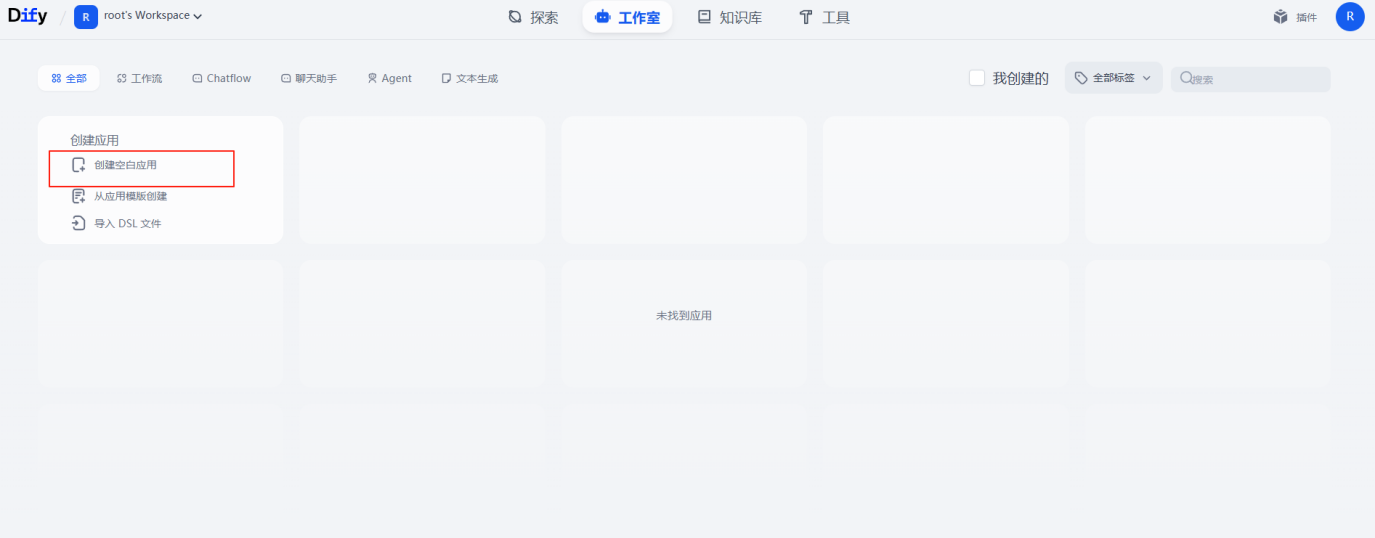 Dify / R root's Workspace 探索 工作室 知识库 工具 插件 R
全部 工作流 Chatflow 聊天助手 Agent 文本生成 我创建的 全部标签 搜索
创建应用
创建空白应用
从应用模版创建
导入 DSL 文件
未找到应用